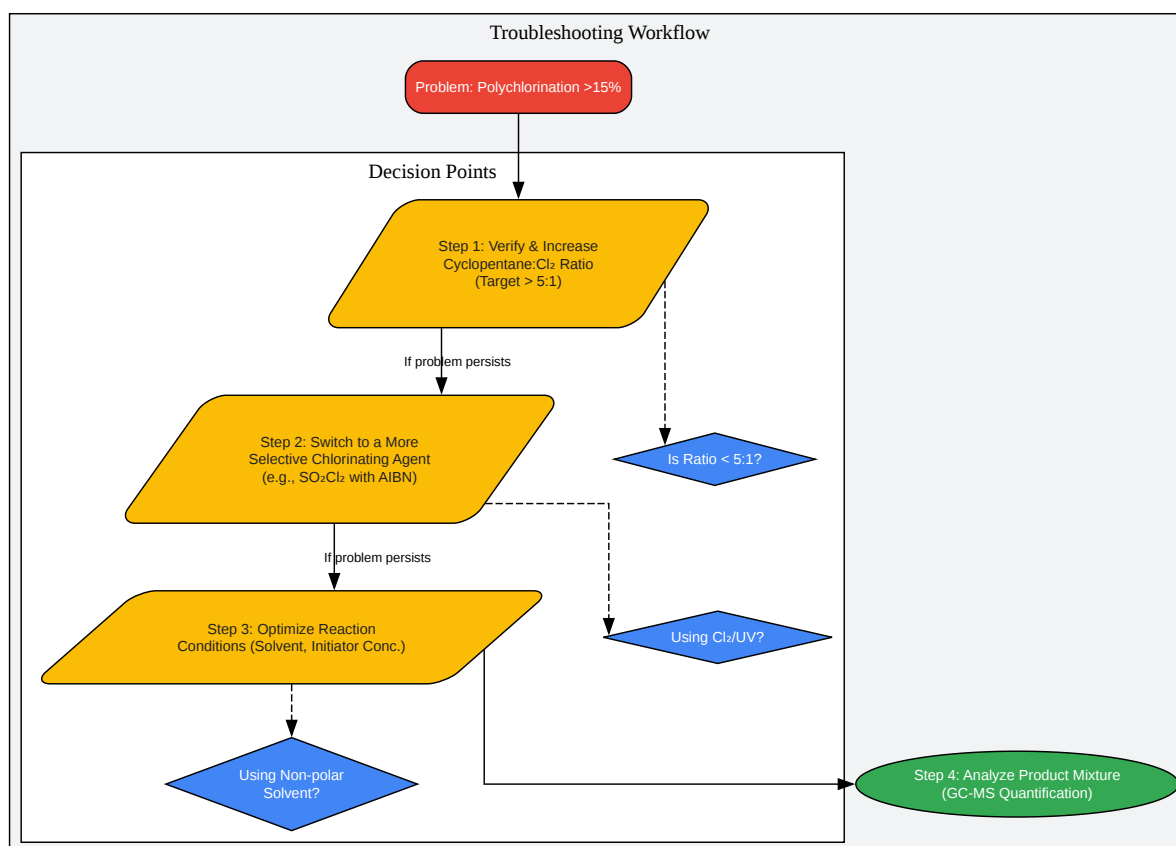 Troubleshooting Workflow
Problem: Polychlorination >15%
Decision Points
Step 1: Verify & Increase
Cyclopentane:Cl₂ Ratio
(Target > 5:1)
If problem persists
Step 2: Switch to a More
Selective Chlorinating Agent
(e.g., SO₂Cl₂ with AIBN)
Is Ratio < 5:1?
If problem persists
Step 3: Optimize Reaction
Conditions (Solvent, Initiator Conc.)
Using Cl₂/UV?
Using Non-polar
Solvent?
Step 4: Analyze Product Mixture
(GC-MS Quantification)